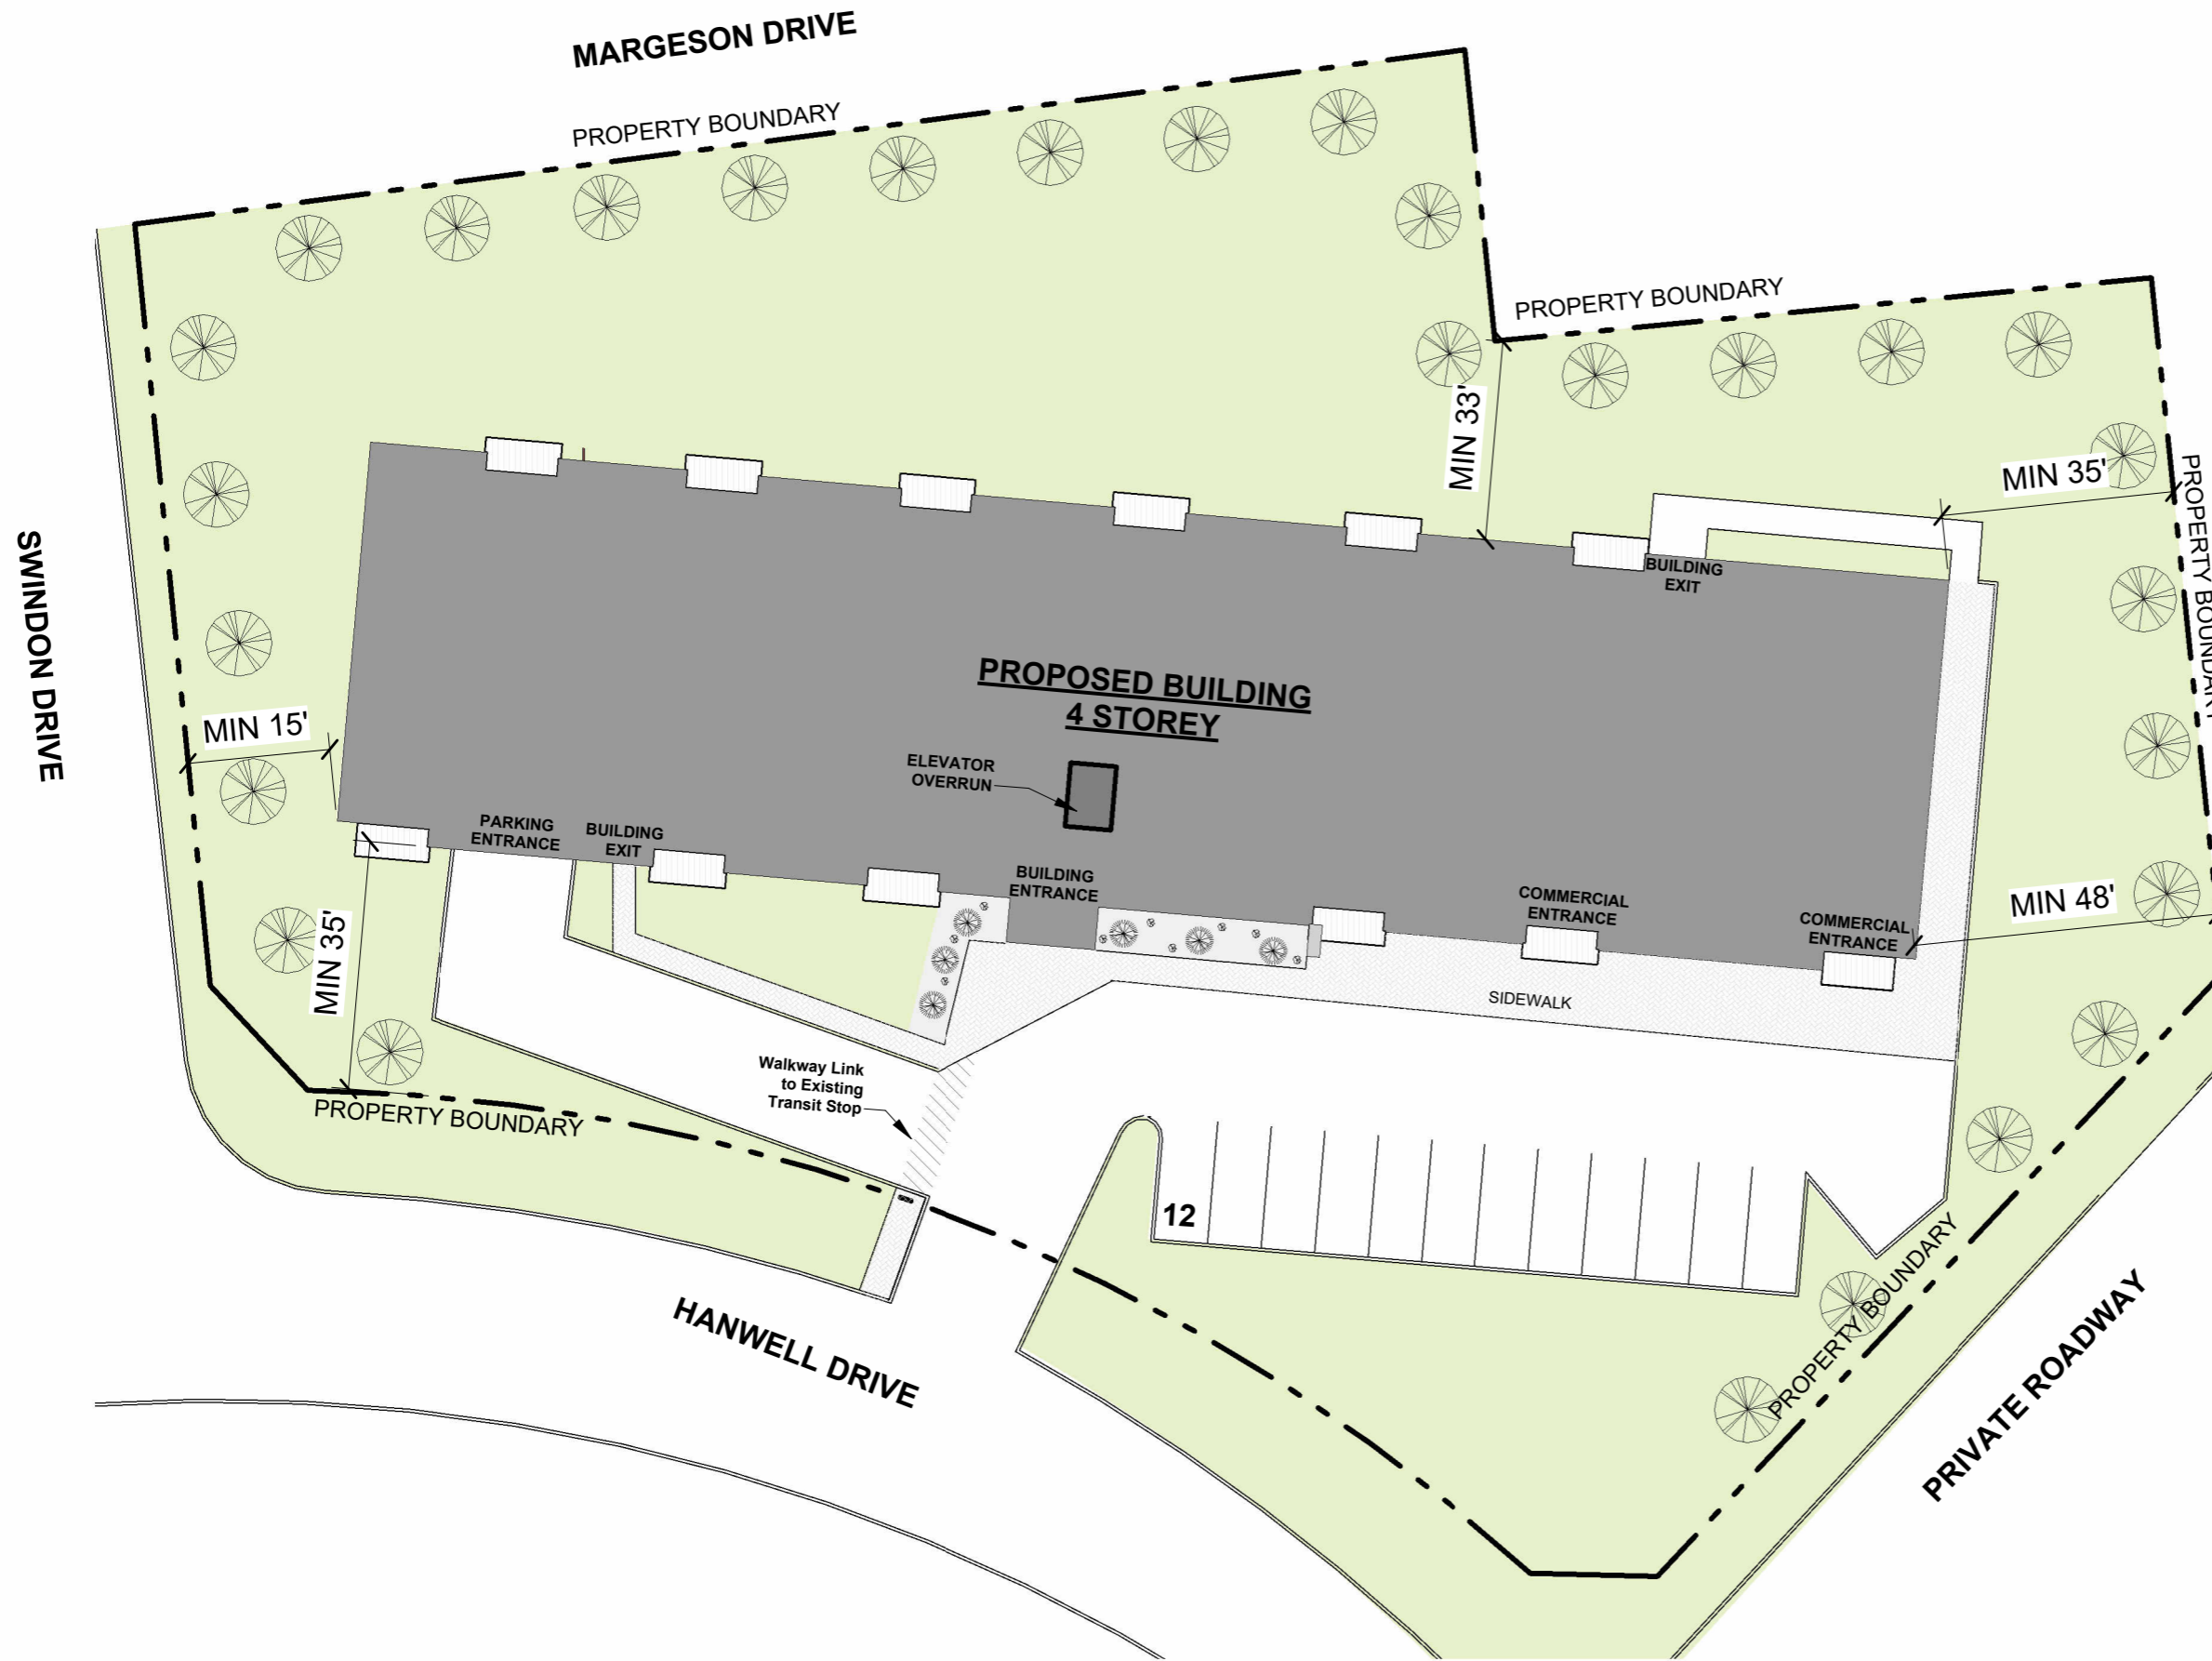 MARGESON DRIVE
PROPERTY BOUNDARY
PROPERTY BOUNDARY
MIN 33'
MIN 35'
PROPERTY BOUNDARY
SWINDON DRIVE
BUILDING
EXIT
PROPOSED BUILDING
4 STOREY
MIN 15'
ELEVATOR
OVERRUN
PARKING
ENTRANCE
BUILDING
EXIT
BUILDING
ENTRANCE
COMMERCIAL
ENTRANCE
COMMERCIAL
ENTRANCE
MIN 48'
MIN 35'
SIDEWALK
Walkway Link
to Existing
Transit Stop
PROPERTY BOUNDARY
12
PROPERTY BOUNDARY
HANWELL DRIVE
PRIVATE ROADWAY